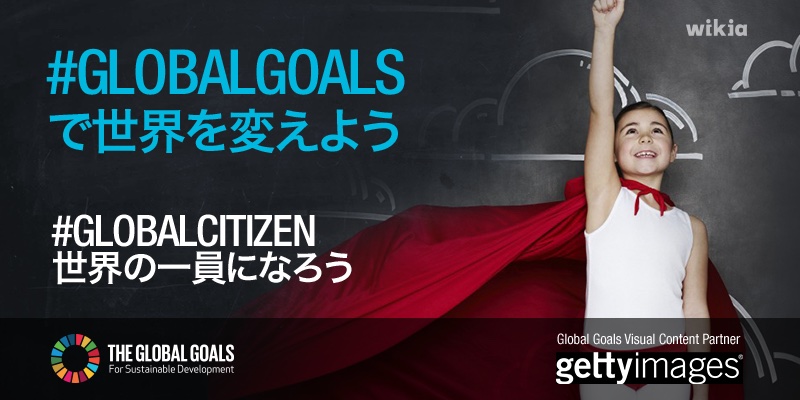 wikia
#GLOBALGOALS
で世界を変えよう
#GLOBALCITIZEN
世界の一員になろう
THE GLOBAL GOALS
For Sustainable Development
Global Goals Visual Content Partner
gettyimages®